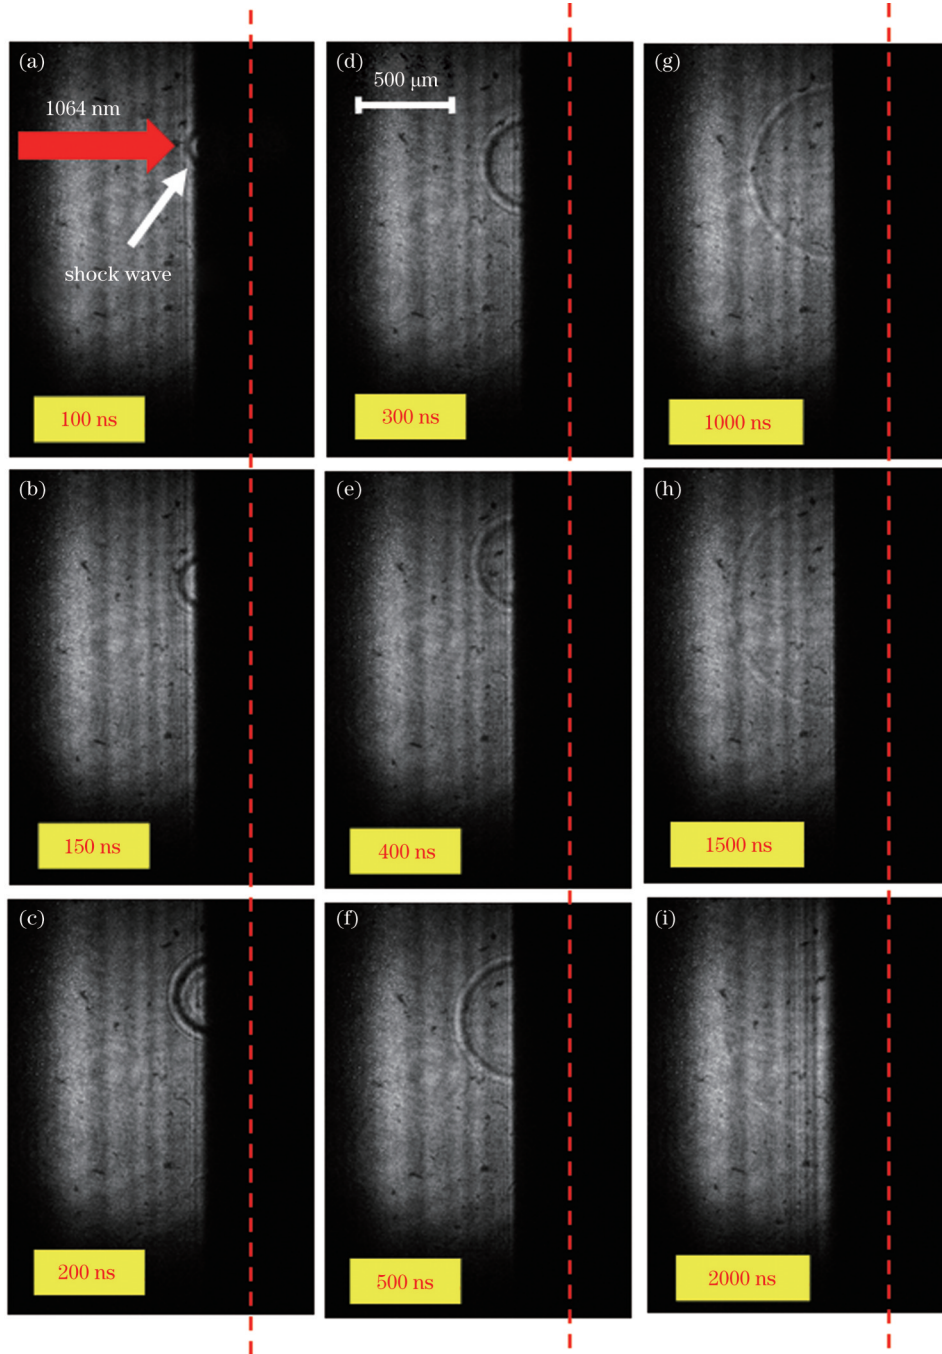 (a)
1064 nm
shock wave
100 ns
(d)
500 μm
300 ns
(g)
1000 ns
(b)
150 ns
(e)
400 ns
(h)
1500 ns
(c)
200 ns
(f)
500 ns
(i)
2000 ns